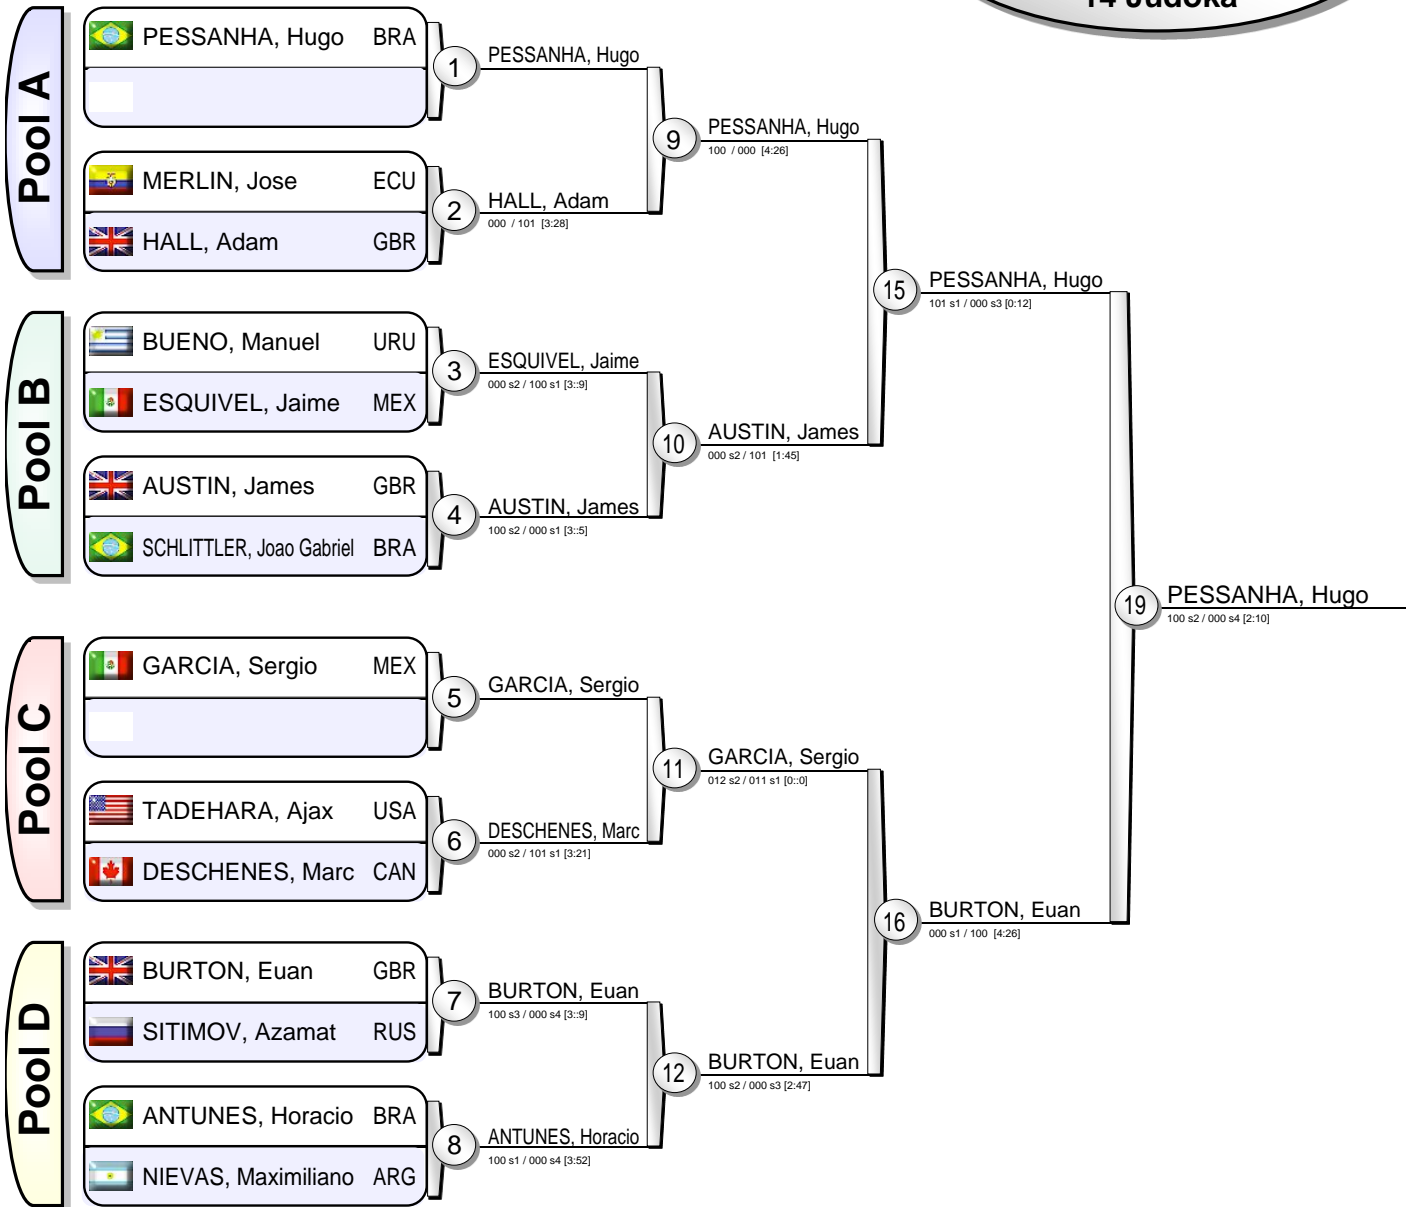 14 Judoka
Pool A
PESSANHA, Hugo BRA
1
PESSANHA, Hugo
MERLIN, Jose ECU
HALL, Adam GBR
2
HALL, Adam
000 / 101 [3:28]
9
PESSANHA, Hugo
100 / 000 [4:26]
Pool B
BUENO, Manuel URU
ESQUIVEL, Jaime MEX
3
ESQUIVEL, Jaime
000 s2 / 100 s1 [3::9]
AUSTIN, James GBR
SCHLITTLER, Joao Gabriel BRA
4
AUSTIN, James
100 s2 / 000 s1 [3::5]
10
AUSTIN, James
000 s2 / 101 [1:45]
15
PESSANHA, Hugo
101 s1 / 000 s3 [0:12]
Pool C
GARCIA, Sergio MEX
5
GARCIA, Sergio
TADEHARA, Ajax USA
DESCHENES, Marc CAN
6
DESCHENES, Marc
000 s2 / 101 s1 [3:21]
11
GARCIA, Sergio
012 s2 / 011 s1 [0::0]
Pool D
BURTON, Euan GBR
SITIMOV, Azamat RUS
7
BURTON, Euan
100 s3 / 000 s4 [3::9]
ANTUNES, Horacio BRA
NIEVAS, Maximiliano ARG
8
ANTUNES, Horacio
100 s1 / 000 s4 [3:52]
12
BURTON, Euan
100 s2 / 000 s3 [2:47]
16
BURTON, Euan
000 s1 / 100 [4:26]
19
PESSANHA, Hugo
100 s2 / 000 s4 [2:10]